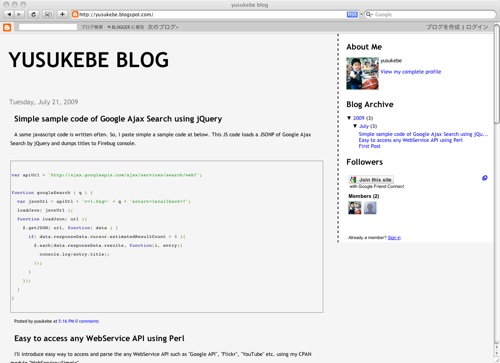 yusukebe blog
http://yusukebe.blogspot.com/
RSS
Google
ブログ検索
BLOGGER に報告
次のブログ»
ブログを作成 | ログイン
YUSUKEBE BLOG
Tuesday, July 21, 2009
Simple sample code of Google Ajax Search using jQuery
A same javascript code is written often. So, I paste simple a sample code at below. This JS code loads a JSONP of Google Ajax
Search by jQuery and dumps titles to Firebug console.
var apiUrl = 'http://ajax.googleapis.com/ajax/services/search/web?';
function googleSearch ( q ) {
var jsonUrl = apiUrl + 'v=1.0&q=' + q + '&start=1&callback=?';
loadJson( jsonUrl );
function loadJson( url ){
$.getJSON( url, function( data ) {
if( data.responseData.cursor.estimatedResultCount > 0 ){
$.each(data.responseData.results, function(i, entry){
console.log(entry.title);
});
}
});
}
}
Posted by yusukebe at 5:16 PM 0 comments
Easy to access any WebService API using Perl
I'll introduce easy way to access and parse the any WebService API such as "Google API", "Flickr", "YouTube" etc. using my CPAN
module "WebService::Simple".
About Me
yusukebe
View my complete profile
Blog Archive
▼ 2009 (3)
▼ July (3)
Simple sample code of Google Ajax Search using jQu...
Easy to access any WebService API using Perl
First Post
Followers
Join this site
with Google Friend Connect
Members (2)
Already a member? Sign in